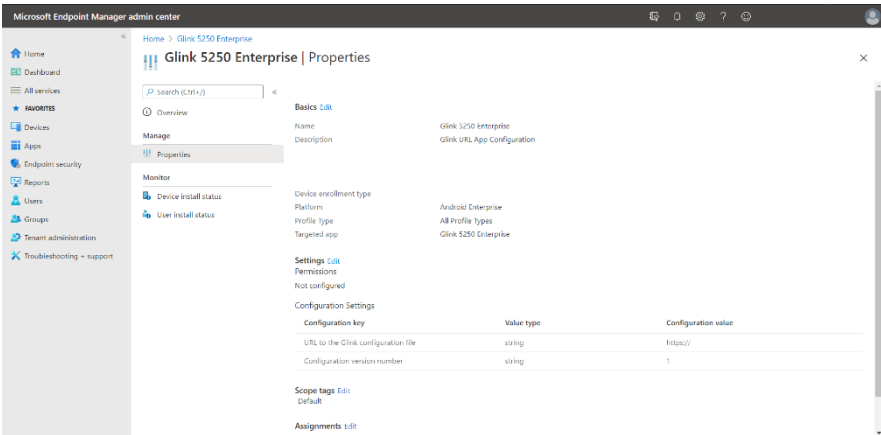 Microsoft Endpoint Manager admin center
Home > Glink 5250 Enterprise
Glink 5250 Enterprise | Properties
Home
Dashboard
All services
FAVORITES
Devices
Apps
Endpoint security
Reports
Users
Groups
Tenant administration
Troubleshooting + support
Search (Ctrl+/)
Overview
Manage
Properties
Monitor
Device install status
User install status
Basics Edit
Name Glink 5250 Enterprise
Description Glink URL App Configuration
Device enrollment type
Platform Android Enterprise
Profile Type All Profile Types
Targeted app Glink 5250 Enterprise
Settings Edit
Permissions
Not configured
Configuration Settings
Configuration key Value type Configuration value
URL to the Glink configuration file string https://
Configuration version number string 1
Scope tags Edit
Default
Assignments Edit